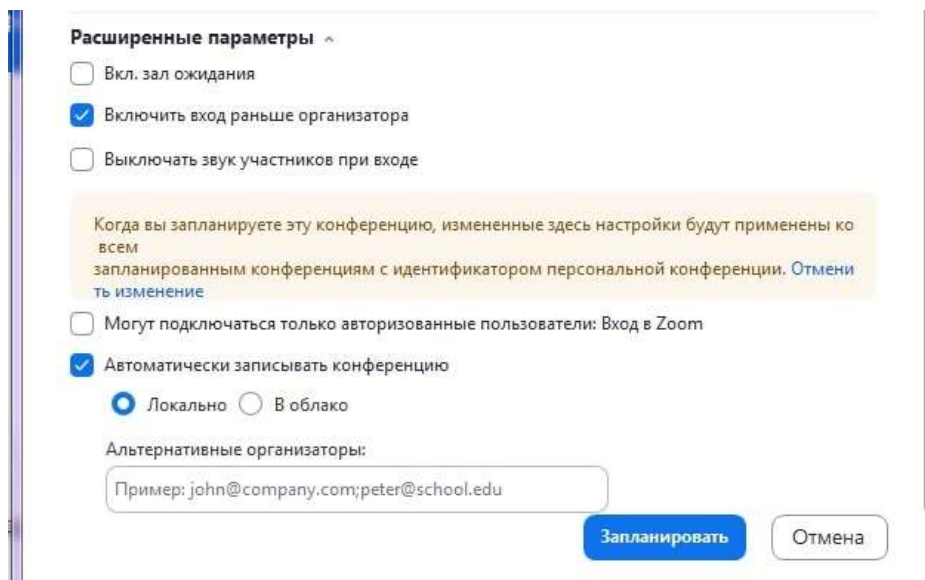 Расширенные параметры
Вкл. зал ожидания
Включить вход раньше организатора
Выключать звук участников при входе
Когда вы запланируете эту конференцию, измененные здесь настройки будут применены ко
всем
запланированным конференциям с идентификатором персональной конференции. Отмени
ть изменение
Могут подключаться только авторизованные пользователи: Вход в Zoom
Автоматически записывать конференцию
Локально В облако
Альтернативные организаторы:
Пример: john@company.com;peter@school.edu
Запланировать Отмена